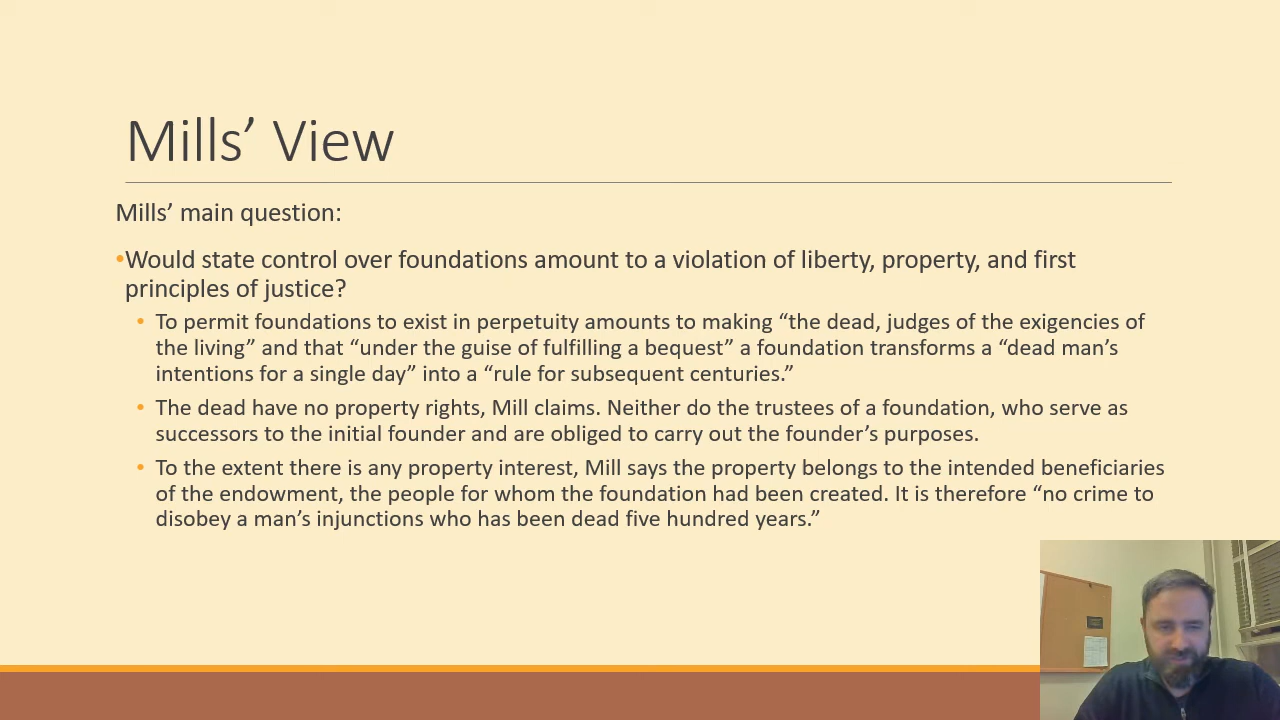 Mills’ View
Mills’ main question:
•Would state control over foundations amount to a violation of liberty, property, and first
principles of justice?
• To permit foundations to exist in perpetuity amounts to making “the dead, judges of the exigencies of
the living” and that “under the guise of fulfilling a bequest” a foundation transforms a “dead man’s
intentions for a single day” into a “rule for subsequent centuries.”
• The dead have no property rights, Mill claims. Neither do the trustees of a foundation, who serve as
successors to the initial founder and are obliged to carry out the founder’s purposes.
• To the extent there is any property interest, Mill says the property belongs to the intended beneficiaries
of the endowment, the people for whom the foundation had been created. It is therefore “no crime to
disobey a man’s injunctions who has been dead five hundred years.”